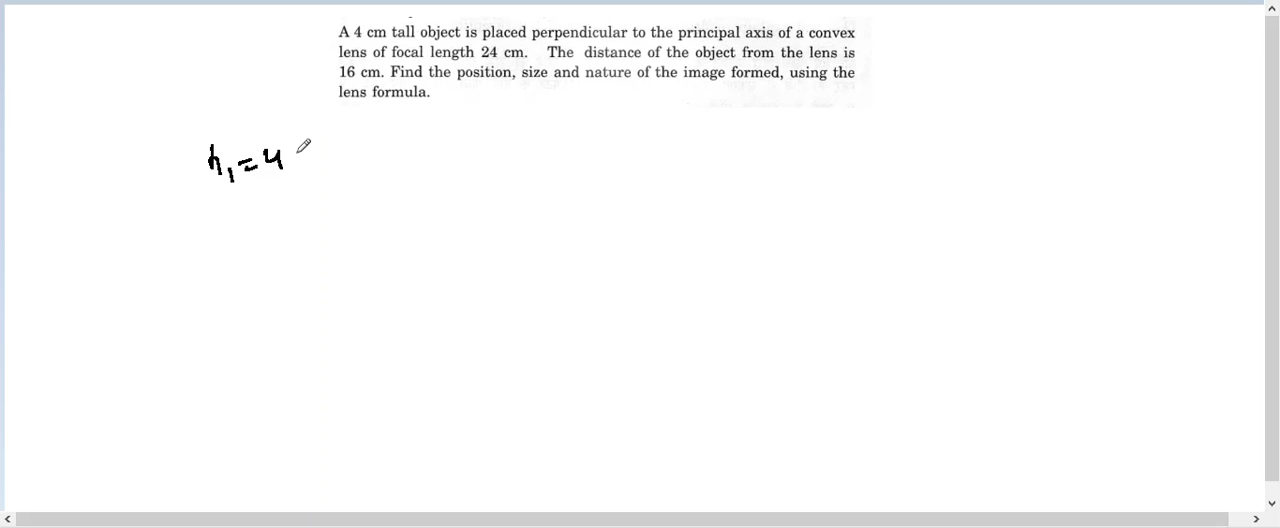 A 4 cm tall object is placed perpendicular to the principal axis of a convex
lens of focal length 24 cm. The distance of the object from the lens is
16 cm. Find the position, size and nature of the image formed, using the
lens formula.
h₁ = 4